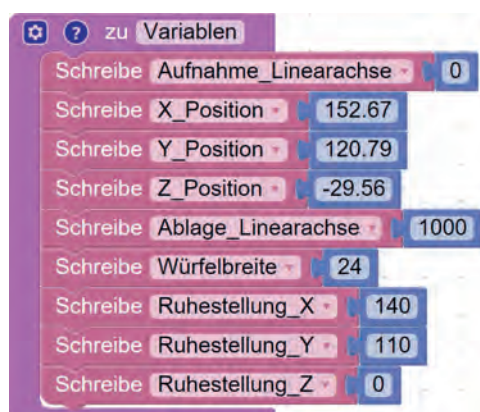 ? zu Variablen
Schreibe Aufnahme_Linearachse 0
Schreibe X_Position 152.67
Schreibe Y_Position 120.79
Schreibe Z_Position -29.56
Schreibe Ablage_Linearachse 1000
Schreibe Würfelbreite 24
Schreibe Ruhestellung_X 140
Schreibe Ruhestellung_Y 110
Schreibe Ruhestellung_Z 0